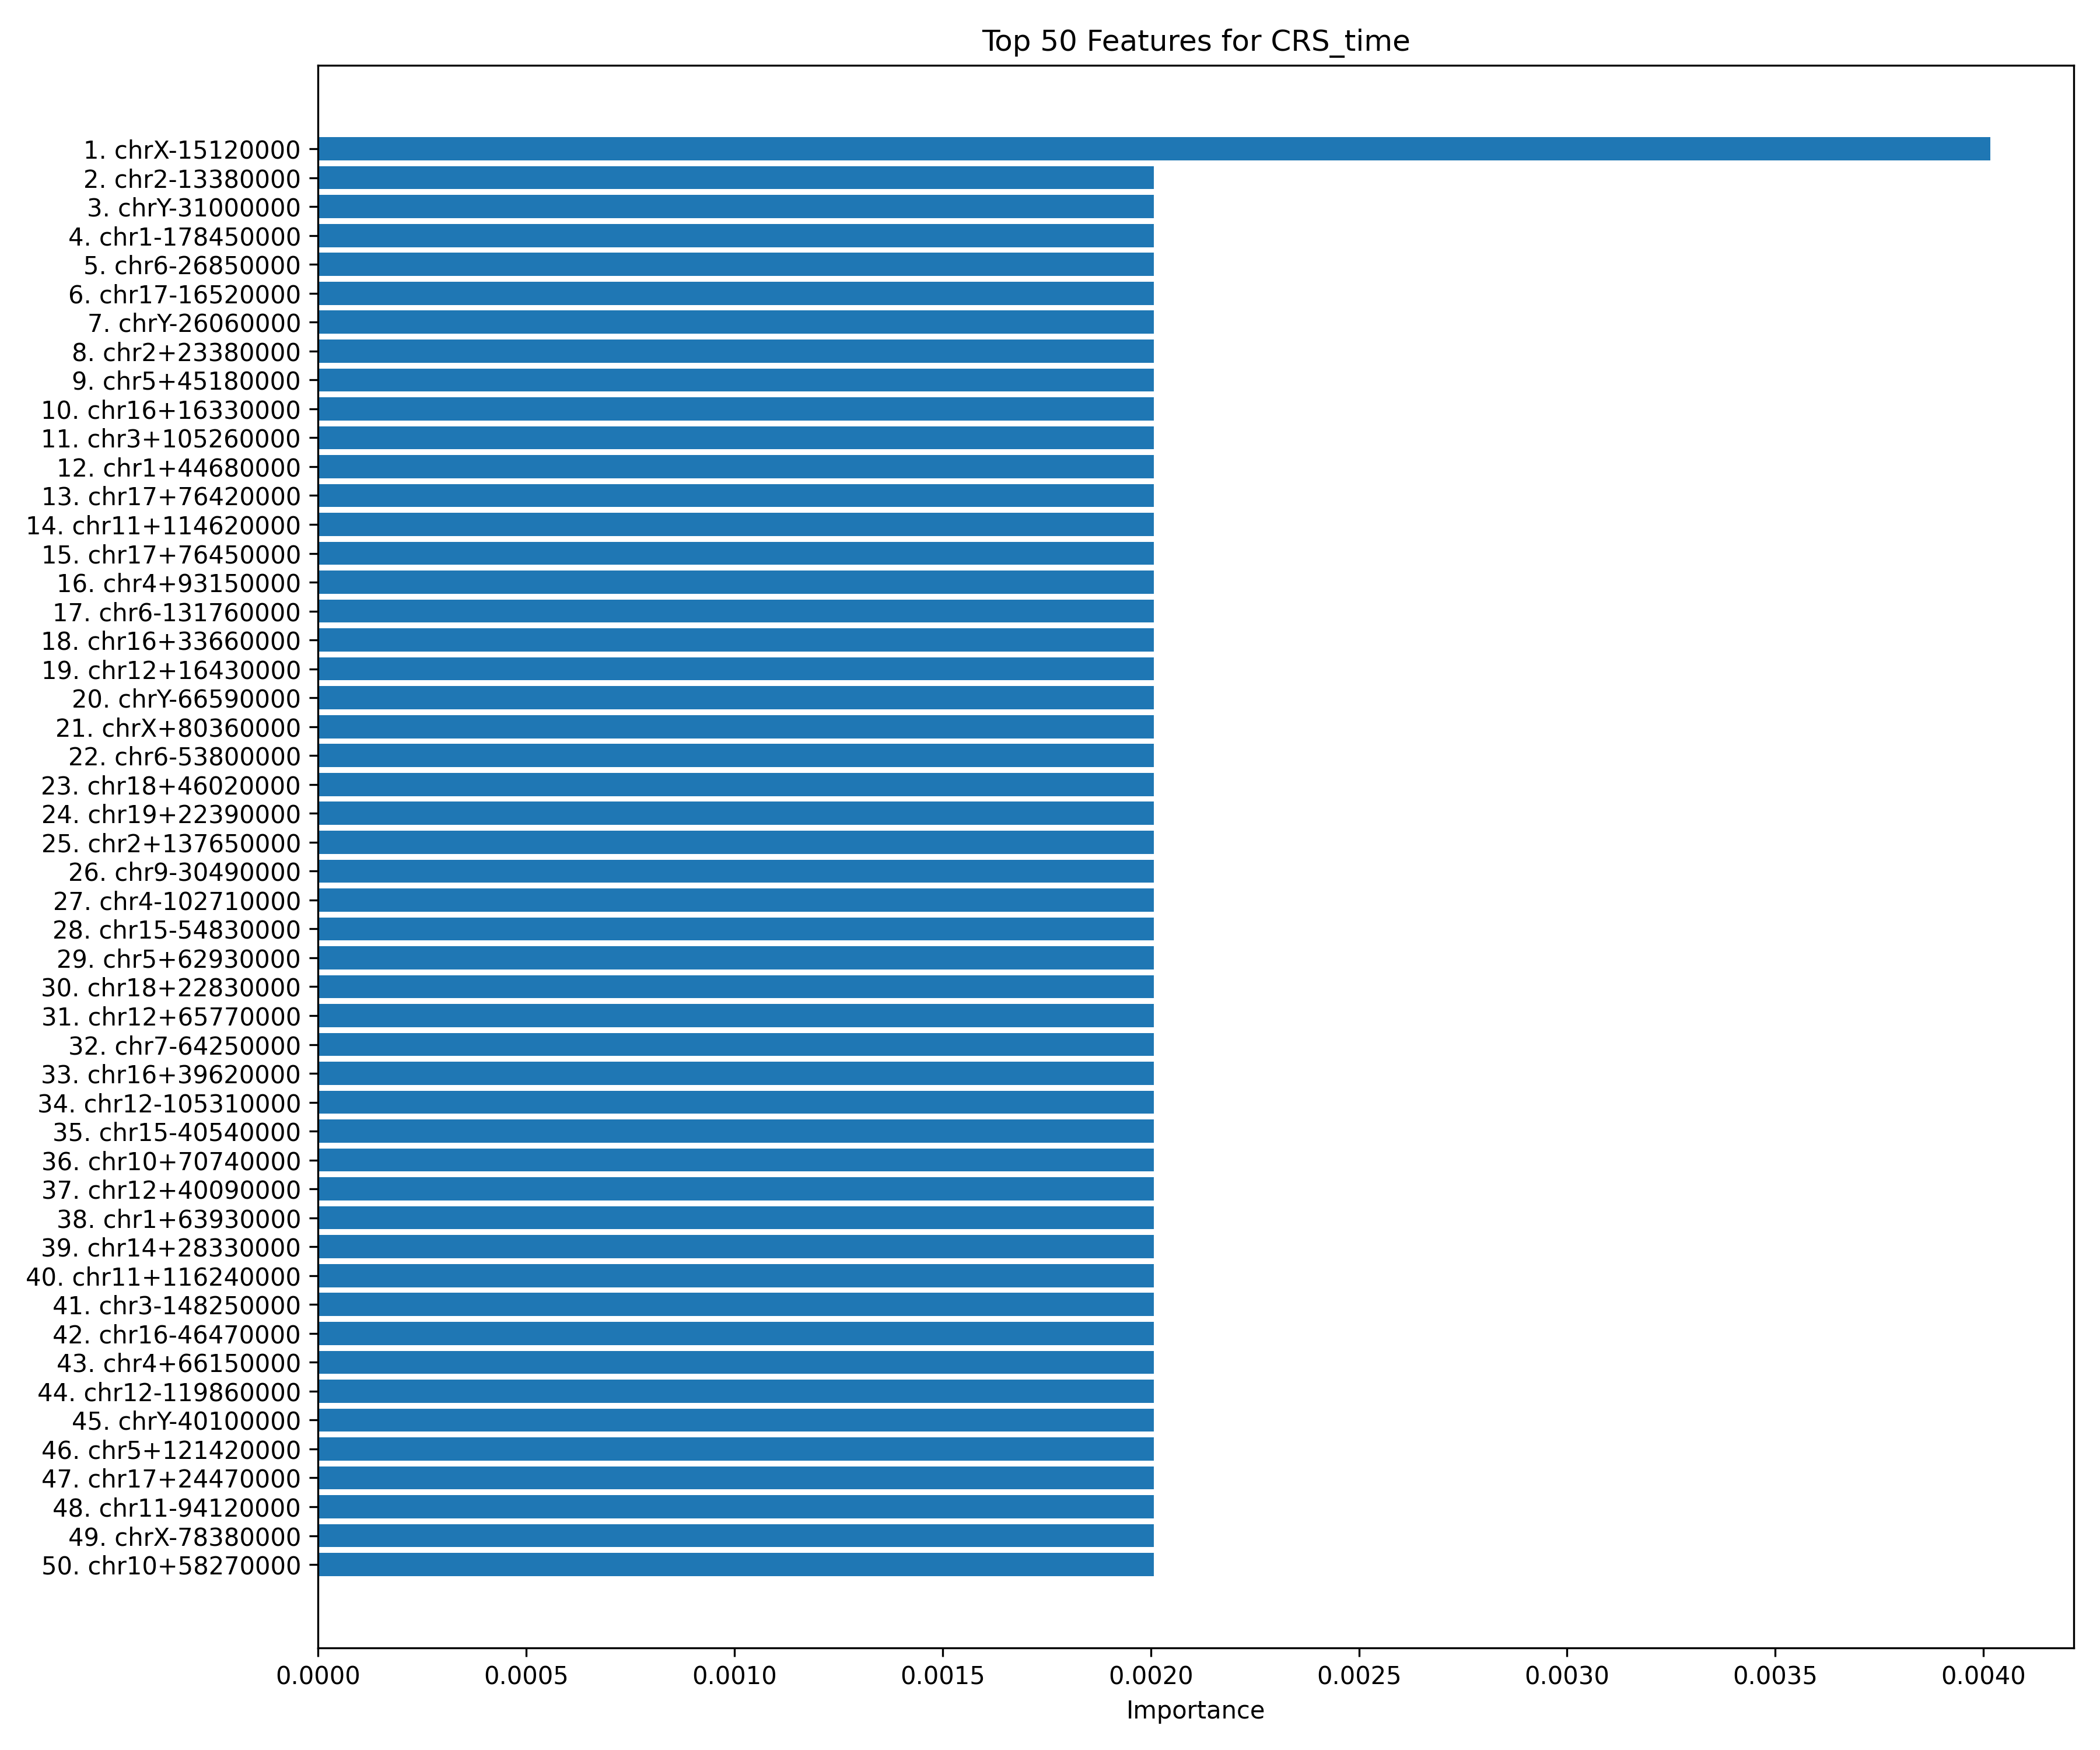 Top 50 Features for CRS_time
1. chrX-15120000
2. chr2-13380000
3. chrY-31000000
4. chr1-178450000
5. chr6-26850000
6. chr17-16520000
7. chrY-26060000
8. chr2+23380000
9. chr5+45180000
10. chr16+16330000
11. chr3+105260000
12. chr1+44680000
13. chr17+76420000
14. chr11+114620000
15. chr17+76450000
16. chr4+93150000
17. chr6-131760000
18. chr16+33660000
19. chr12+16430000
20. chrY-66590000
21. chrX+80360000
22. chr6-53800000
23. chr18+46020000
24. chr19+22390000
25. chr2+137650000
26. chr9-30490000
27. chr4-102710000
28. chr15-54830000
29. chr5+62930000
30. chr18+22830000
31. chr12+65770000
32. chr7-64250000
33. chr16+39620000
34. chr12-105310000
35. chr15-40540000
36. chr10+70740000
37. chr12+40090000
38. chr1+63930000
39. chr14+28330000
40. chr11+116240000
41. chr3-148250000
42. chr16-46470000
43. chr4+66150000
44. chr12-119860000
45. chrY-40100000
46. chr5+121420000
47. chr17+24470000
48. chr11-94120000
49. chrX-78380000
50. chr10+58270000
0.0000 0.0005 0.0010 0.0015 0.0020 0.0025 0.0030 0.0035 0.0040
Importance